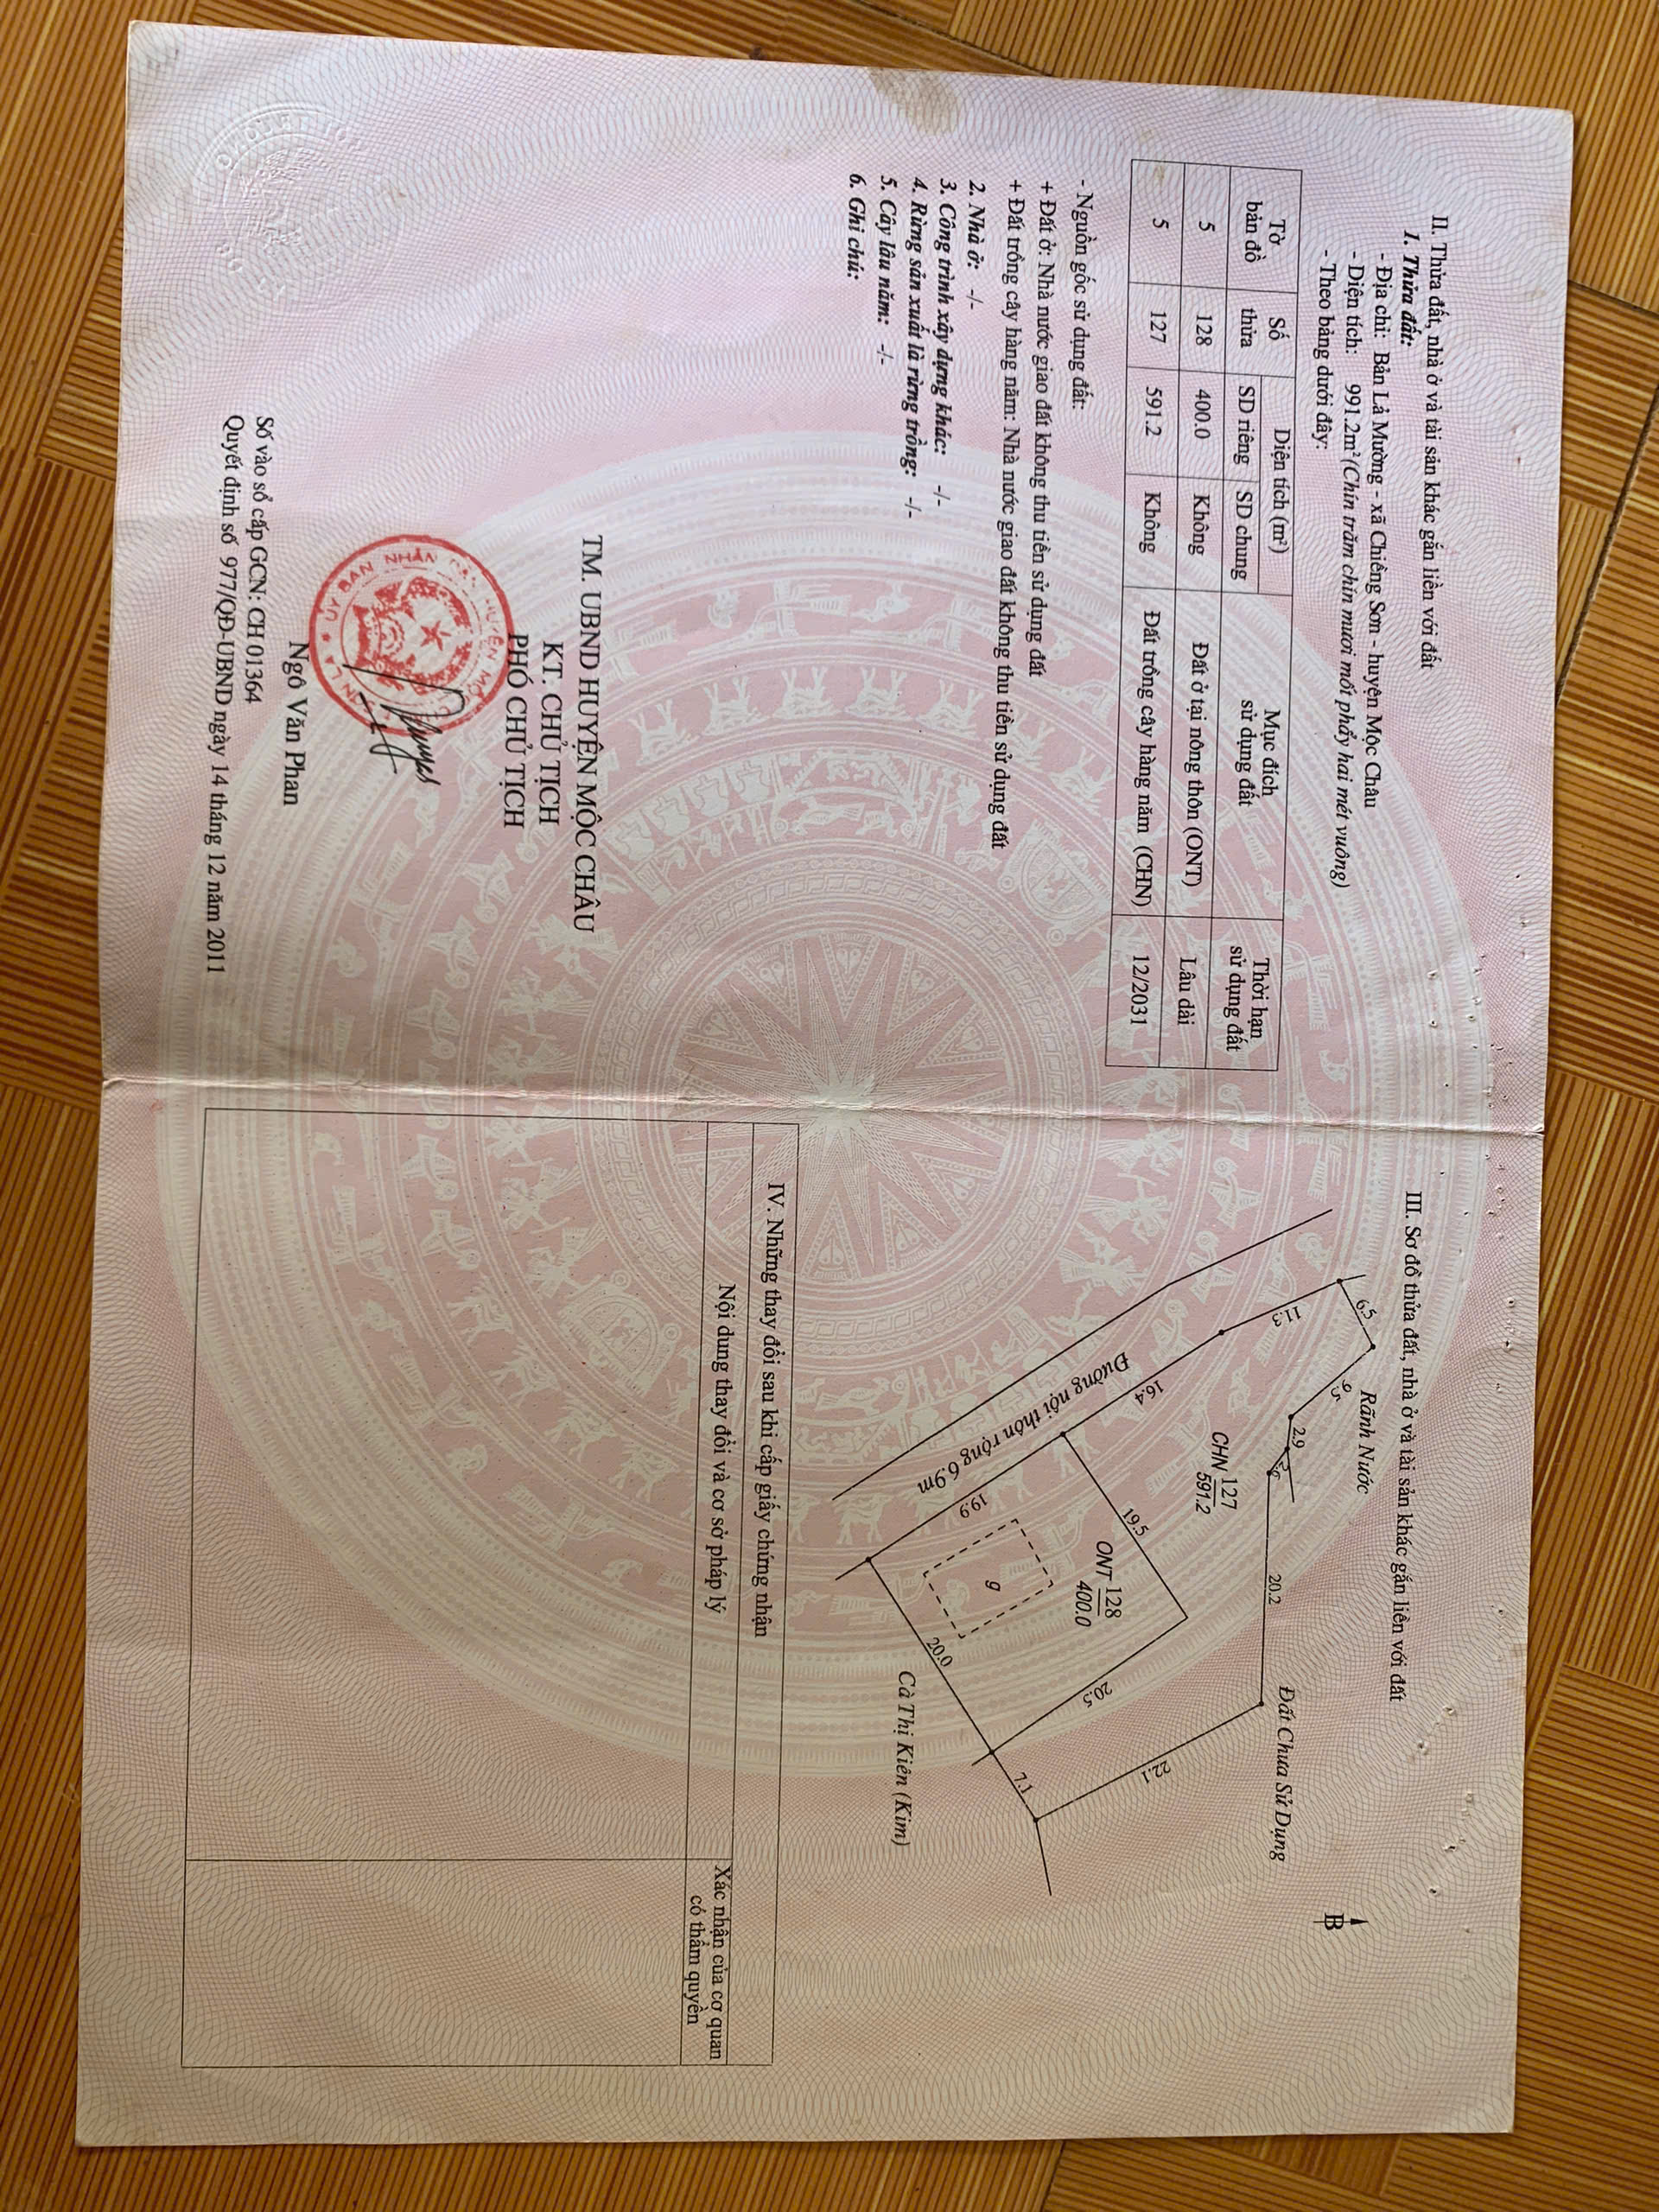 II. Thửa đất, nhà ở và tài sản khác gắn liền với đất
1. Thửa đất:
- Địa chỉ: Bản Lả Mường - xã Chiềng Sơn - huyện Mộc Châu
- Diện tích: 991.2m² (Chín trăm chín mươi mốt phẩy hai mét vuông)
- Theo bảng dưới đây:
Tờ bản đồ Số thửa Diện tích (m²) Mục đích sử dụng đất Thời hạn sử dụng đất
SD riêng SD chung
5 128 400.0 Không Đất ở tại nông thôn (ONT) Lâu dài
5 127 591.2 Không Đất trồng cây hàng năm (CHN) 12/2031
- Nguồn gốc sử dụng đất:
+ Đất ở: Nhà nước giao đất không thu tiền sử dụng đất
+ Đất trồng cây hàng năm: Nhà nước giao đất không thu tiền sử dụng đất
2. Nhà ở: -/-
3. Công trình xây dựng khác: -/-
4. Rừng sản xuất là rừng trồng: -/-
5. Cây lâu năm: -/-
6. Ghi chú:
TM. UBND HUYỆN MỘC CHÂU
KT. CHỦ TỊCH
PHÓ CHỦ TỊCH
ỦY BAN NHÂN
Ngô Văn Phan
Số vào sổ cấp GCN: CH 01364
Quyết định số 977/QĐ-UBND ngày 14 tháng 12 năm 2011
III. Sơ đồ thửa đất, nhà ở và tài sản khác gắn liền với đất
B
Rãnh Nước
6.5
9.5
11.3
2.9
Đất Chưa Sử Dụng
20.2
16.4
CHN 127
591.2
Đường nội thôn rộng 6.9m
19.5
22.1
ONT 128
400.0
20.5
19.9
g
20.0
7.1
Cà Thị Kiên (Kim)
IV. Những thay đổi sau khi cấp giấy chứng nhận
Nội dung thay đổi và cơ sở pháp lý
Xác nhận của cơ quan
có thẩm quyền